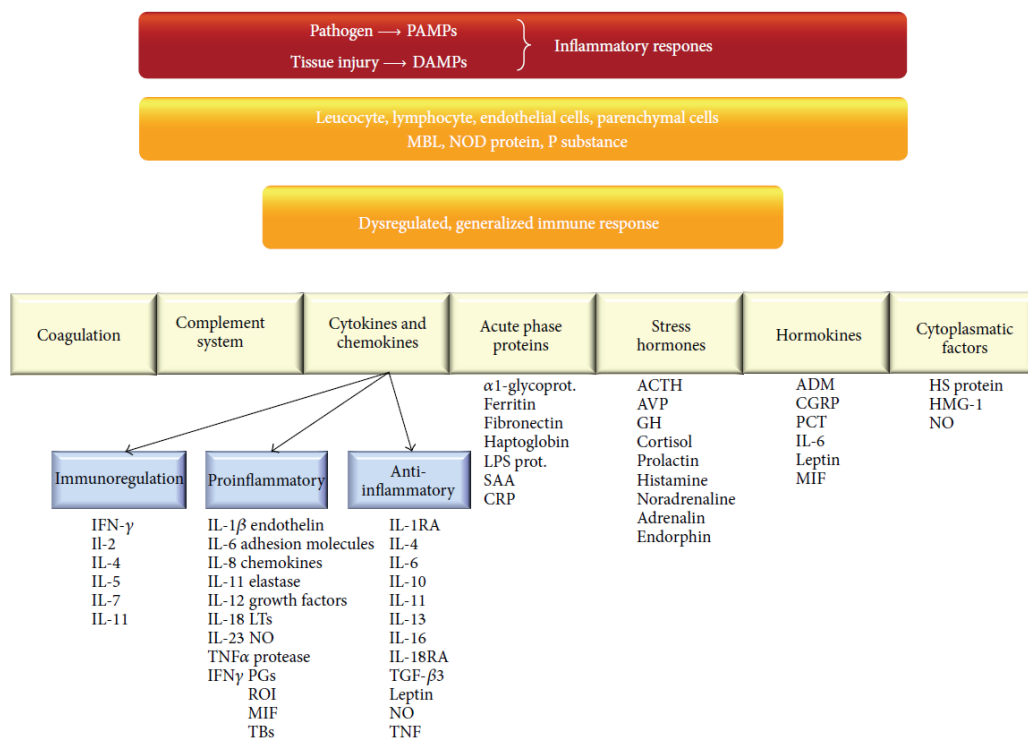 Pathogen → PAMPs
Tissue injury → DAMPs
Inflammatory respones
Leucocyte, lymphocyte, endothelial cells, parenchymal cells
MBL, NOD protein, P substance
Dysregulated, generalized immune response
Coagulation
Complement
system
Cytokines and
chemokines
Acute phase
proteins
Stress
hormones
Hormokines
Cytoplasmatic
factors
α1-glycoprot.
Ferritin
Fibronectin
Haptoglobin
LPS prot.
SAA
CRP
ACTH
AVP
GH
Cortisol
Prolactin
Histamine
Noradrenaline
Adrenalin
Endorphin
ADM
CGRP
PCT
IL-6
Leptin
MIF
HS protein
HMG-1
NO
Immunoregulation
IFN-γ
Il-2
IL-4
IL-5
IL-7
IL-11
Proinflammatory
IL-1β endothelin
IL-6 adhesion molecules
IL-8 chemokines
IL-11 elastase
IL-12 growth factors
IL-18 LTs
IL-23 NO
TNFα protease
IFNγ PGs
ROI
MIF
TBs
Anti-
inflammatory
IL-1RA
IL-4
IL-6
IL-10
IL-11
IL-13
IL-16
IL-18RA
TGF-β3
Leptin
NO
TNF